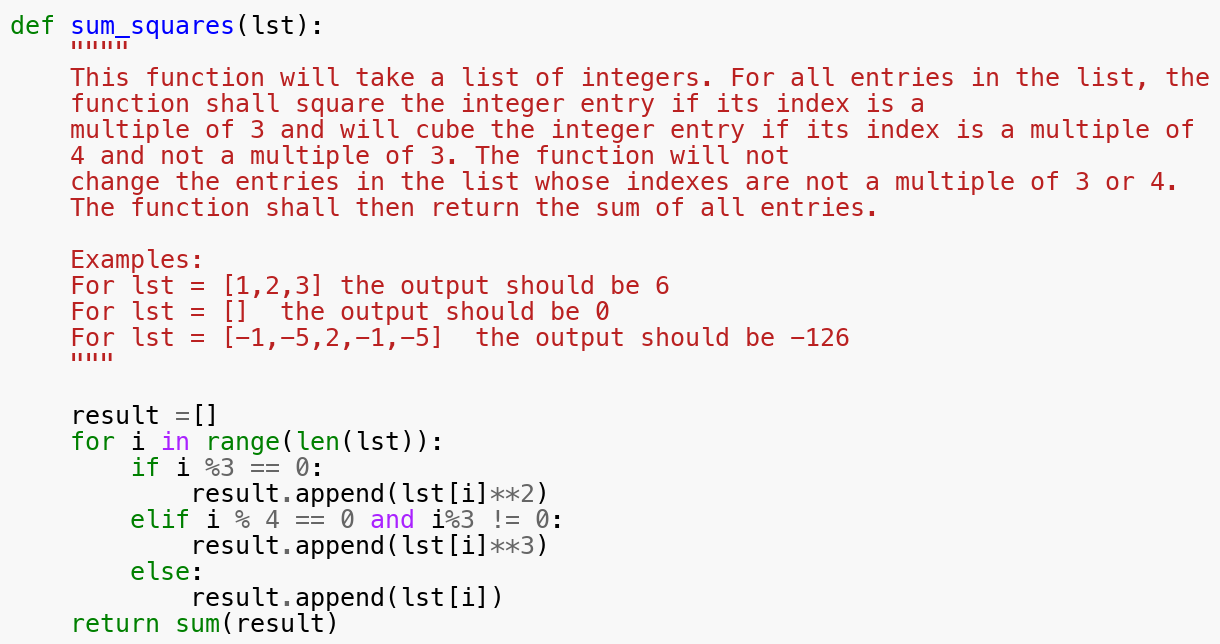 def sum_squares(lst):
    """"
    This function will take a list of integers. For all entries in the list, the
    function shall square the integer entry if its index is a
    multiple of 3 and will cube the integer entry if its index is a multiple of
    4 and not a multiple of 3. The function will not
    change the entries in the list whose indexes are not a multiple of 3 or 4.
    The function shall then return the sum of all entries.

    Examples:
    For lst = [1,2,3] the output should be 6
    For lst = []  the output should be 0
    For lst = [−1,−5,2,−1,−5]  the output should be −126
    """

    result =[]
    for i in range(len(lst)):
        if i %3 == 0:
            result.append(lst[i]**2)
        elif i % 4 == 0 and i%3 != 0:
            result.append(lst[i]**3)
        else:
            result.append(lst[i])
    return sum(result)